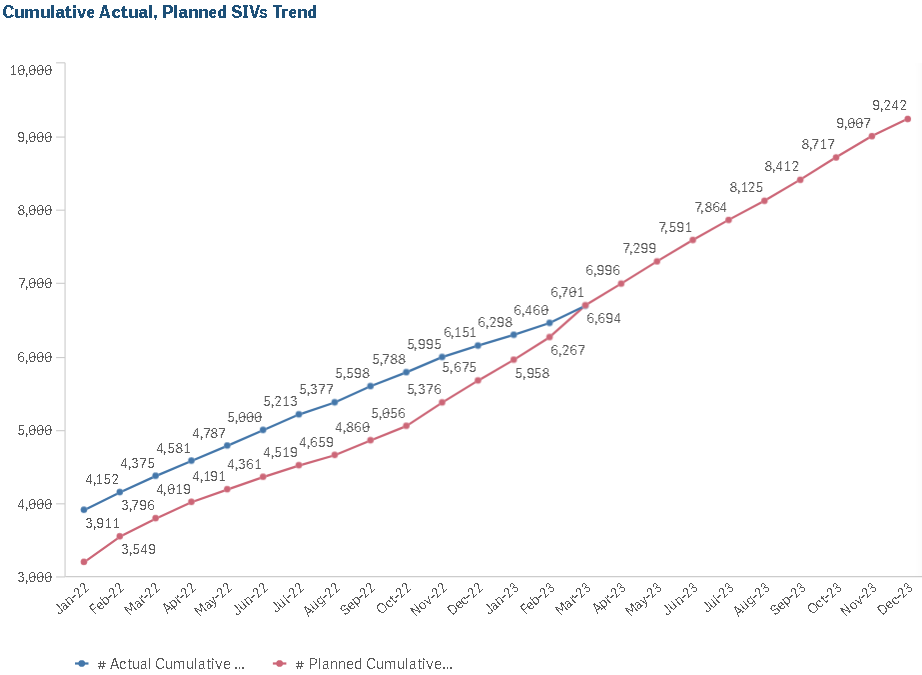 Cumulative Actual, Planned SIVs Trend
10,000
9,000
8,000
7,000
6,000
5,000
4,000
3,000
9,242
9,007
8,717
8,412
8,125
7,864
7,591
7,299
6,996
6,701
6,694
6,460
6,267
6,298
5,958
6,151
5,675
5,995
5,376
5,788
5,056
5,598
4,860
5,377
4,659
5,213
4,519
5,000
4,361
4,787
4,191
4,581
4,019
4,375
3,796
4,152
3,549
3,911
Jan-22
Feb-22
Mar-22
Apr-22
May-22
Jun-22
Jul-22
Aug-22
Sep-22
Oct-22
Nov-22
Dec-22
Jan-23
Feb-23
Mar-23
Apr-23
May-23
Jun-23
Jul-23
Aug-23
Sep-23
Oct-23
Nov-23
Dec-23
# Actual Cumulative ...
# Planned Cumulative...